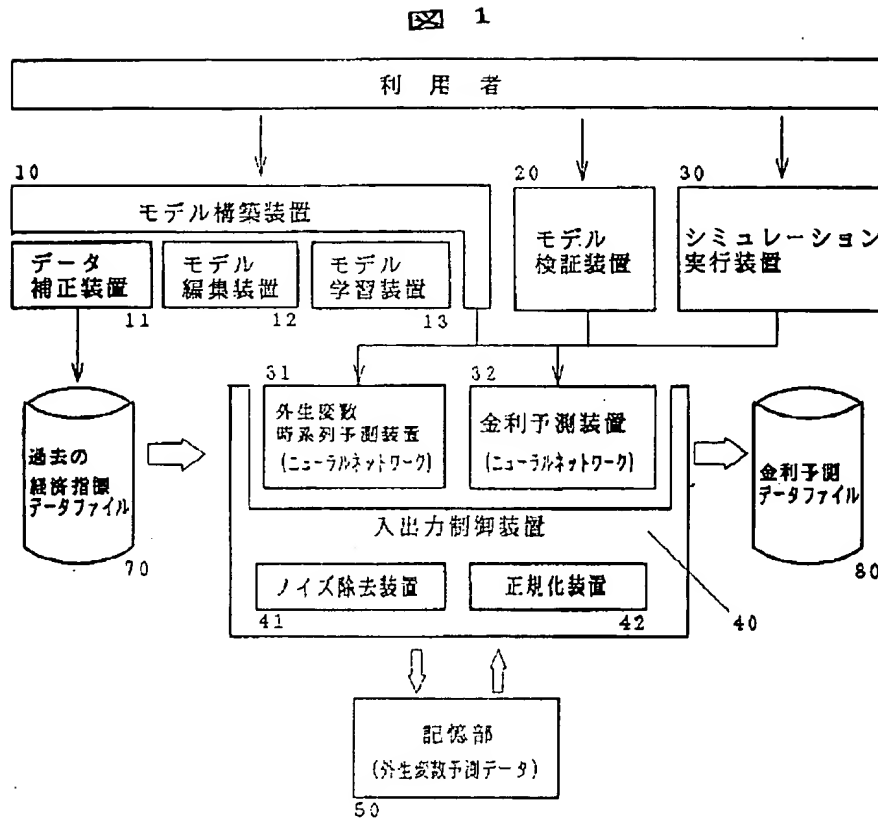 図 1
利用者
10
モデル構築装置
20
モデル
検証装置
30
シミュレーション
実行装置
データ
補正装置
11
モデル
編集装置
12
モデル
学習装置
13
過去の
経済指標
データファイル
70
31
外生変数
時系列予測装置
(ニューラルネットワーク)
32
金利予測装置
(ニューラルネットワーク)
金利予測
データファイル
80
入出力制御装置
ノイズ除去装置
41
正規化装置
42
40
記憶部
(外生変数予測データ)
50